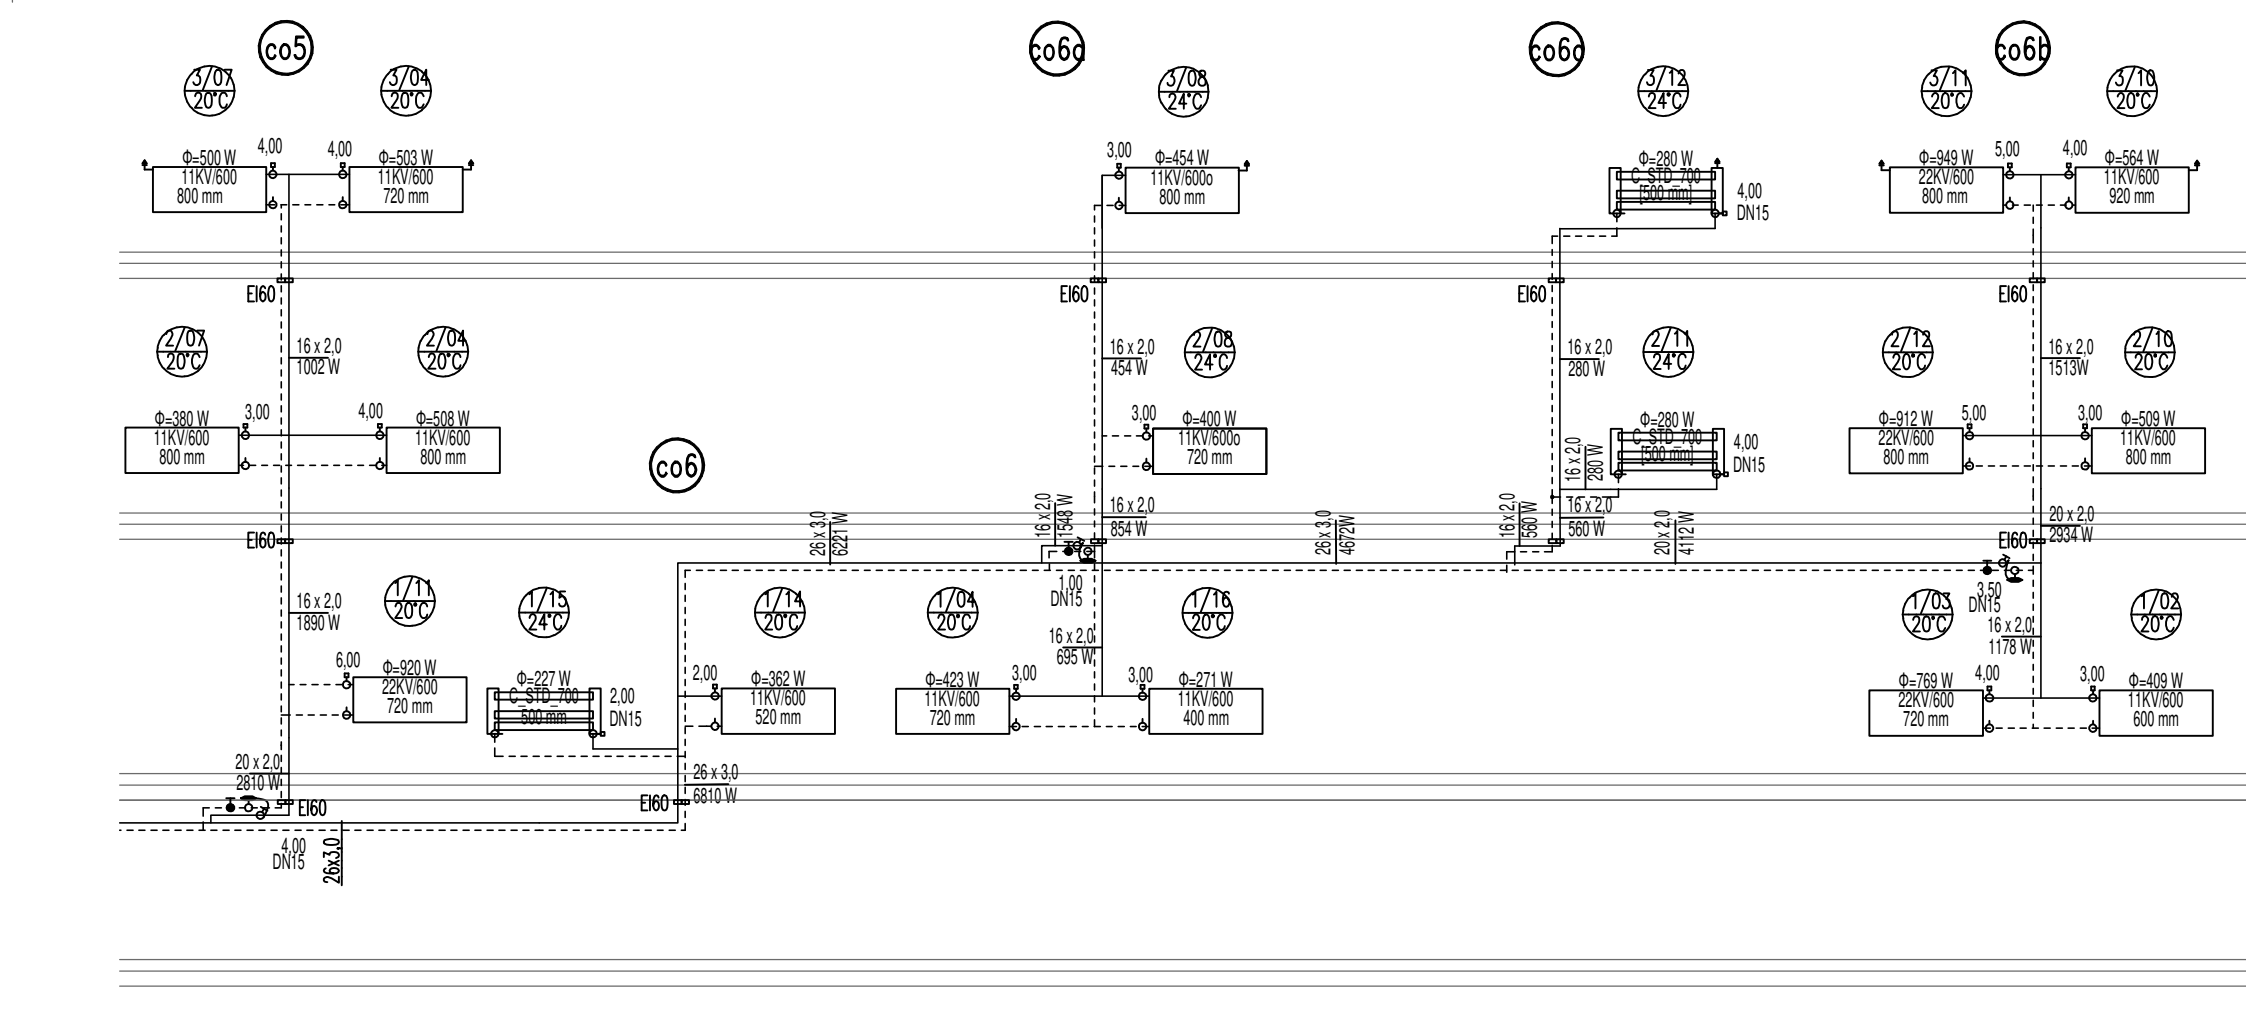 co5
co6a
co6c
co6b
3/07
20°C
3/04
20°C
3/08
24°C
3/12
24°C
3/11
20°C
3/10
20°C
Φ=500 W
11KV/600
800 mm
4,00
4,00
Φ=503 W
11KV/600
720 mm
3,00
Φ=454 W
11KV/600o
800 mm
Φ=280 W
C_STD_700
[500 mm]
4,00
DN15
Φ=949 W
22KV/600
800 mm
5,00
4,00
Φ=564 W
11KV/600
920 mm
EI60
EI60
EI60
EI60
2/07
20°C
16 x 2,0
1002 W
2/04
20°C
16 x 2,0
454 W
2/08
24°C
16 x 2,0
280 W
2/11
24°C
2/12
20°C
16 x 2,0
1513W
2/10
20°C
Φ=380 W
11KV/600
800 mm
3,00
4,00
Φ=508 W
11KV/600
800 mm
co6
3,00
Φ=400 W
11KV/600o
720 mm
16 x 2,0
280 W
Φ=280 W
C_STD_700
[500 mm]
4,00
DN15
Φ=912 W
22KV/600
800 mm
5,00
3,00
Φ=509 W
11KV/600
800 mm
EI60
26 x 3,0
6221 W
16 x 2,0
1548 W
16 x 2,0
854 W
26 x 3,0
4672W
16 x 2,0
560 W
16 x 2,0
560 W
20 x 2,0
4112 W
20 x 2,0
2934 W
EI60
16 x 2,0
1890 W
1/11
20°C
1/15
24°C
1/14
20°C
1/04
20°C
1,00
DN15
16 x 2,0
695 W
1/16
20°C
1/03
20°C
3,50
DN15
16 x 2,0
1178 W
1/02
20°C
6,00
Φ=920 W
22KV/600
720 mm
Φ=227 W
C_STD_700
500 mm
2,00
DN15
2,00
Φ=362 W
11KV/600
520 mm
Φ=423 W
11KV/600
720 mm
3,00
3,00
Φ=271 W
11KV/600
400 mm
Φ=769 W
22KV/600
720 mm
4,00
3,00
Φ=409 W
11KV/600
600 mm
20 x 2,0
2810 W
EI60
26 x 3,0
6810 W
EI60
4,00
DN15
26x3,0